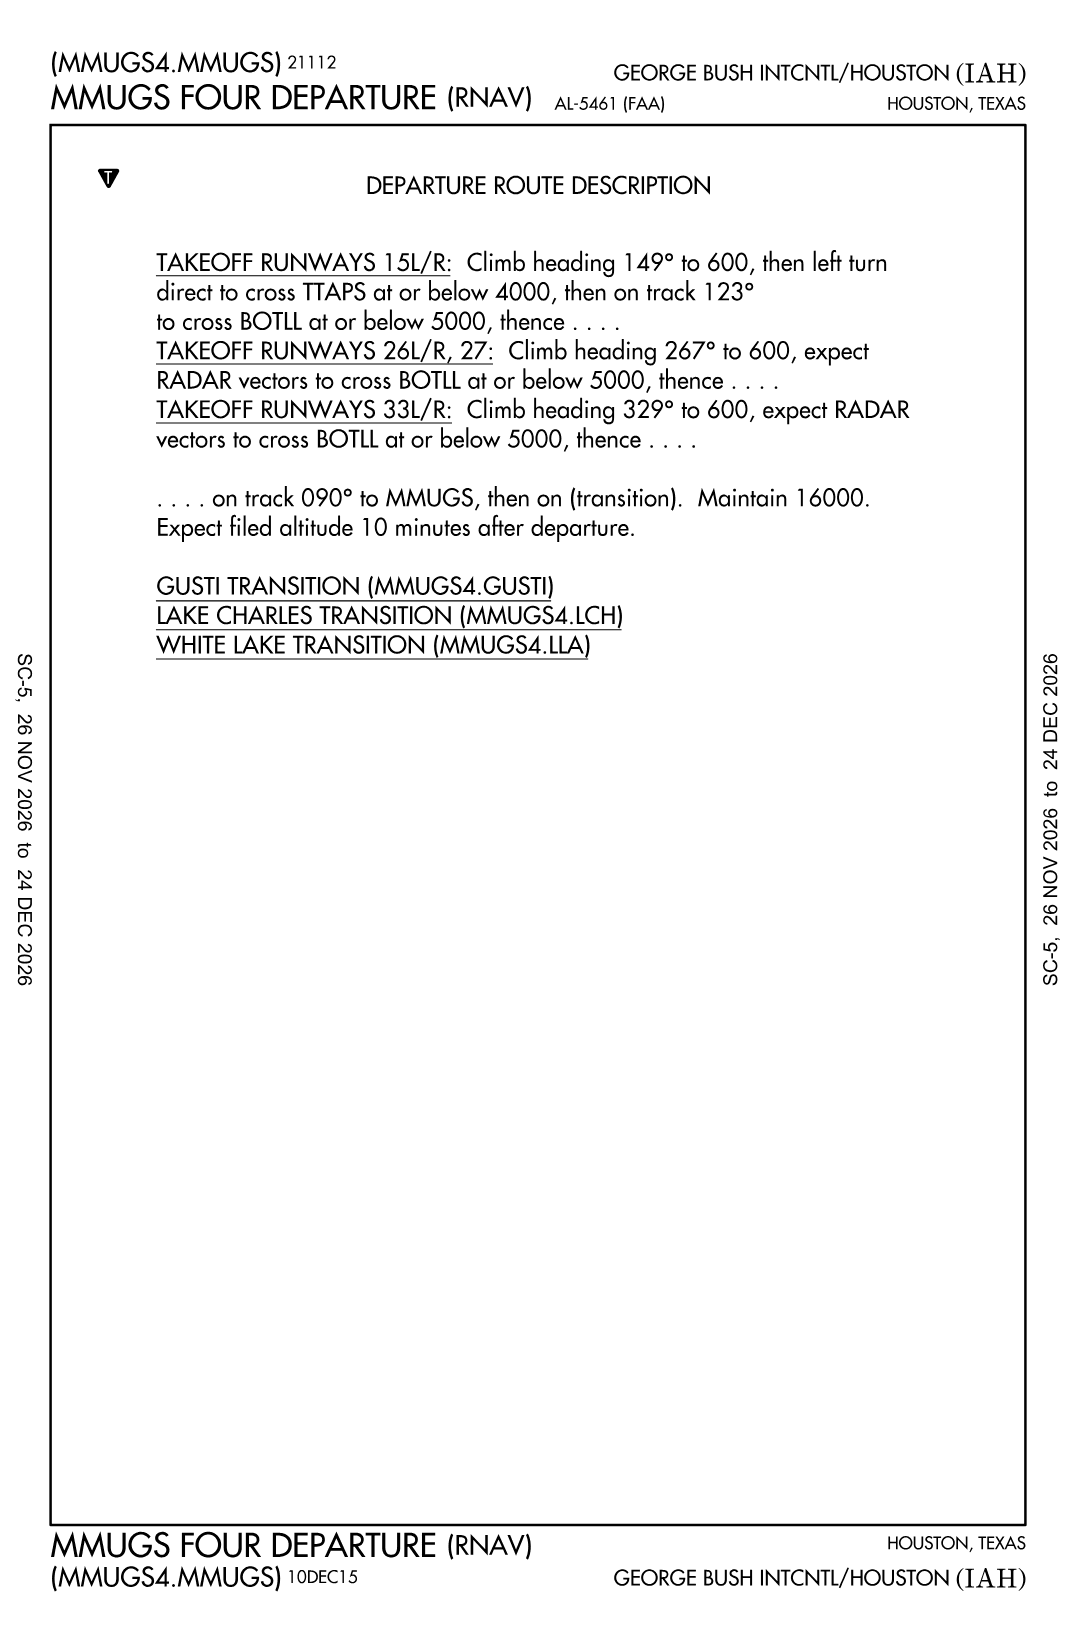 (MMUGS4.MMUGS) 21112
GEORGE BUSH INTCNTL/HOUSTON (IAH)
MMUGS FOUR DEPARTURE (RNAV) AL-5461 (FAA)
HOUSTON, TEXAS
T
DEPARTURE ROUTE DESCRIPTION
TAKEOFF RUNWAYS 15L/R: Climb heading 149° to 600, then left turn
direct to cross TTAPS at or below 4000, then on track 123°
to cross BOTLL at or below 5000, thence . . . .
TAKEOFF RUNWAYS 26L/R, 27: Climb heading 267° to 600, expect
RADAR vectors to cross BOTLL at or below 5000, thence . . . .
TAKEOFF RUNWAYS 33L/R: Climb heading 329° to 600, expect RADAR
vectors to cross BOTLL at or below 5000, thence . . . .
. . . . on track 090° to MMUGS, then on (transition). Maintain 16000.
Expect filed altitude 10 minutes after departure.
GUSTI TRANSITION (MMUGS4.GUSTI)
LAKE CHARLES TRANSITION (MMUGS4.LCH)
WHITE LAKE TRANSITION (MMUGS4.LLA)
SC-5, 26 NOV 2026 to 24 DEC 2026
SC-5, 26 NOV 2026 to 24 DEC 2026
MMUGS FOUR DEPARTURE (RNAV)
HOUSTON, TEXAS
(MMUGS4.MMUGS) 10DEC15
GEORGE BUSH INTCNTL/HOUSTON (IAH)